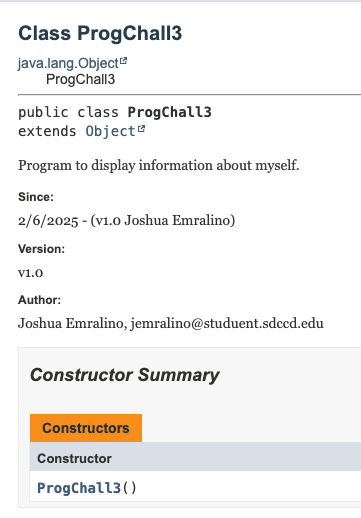 Class ProgChall3
java.lang.Object
ProgChall3
public class ProgChall3
extends Object
Program to display information about myself.
Since:
2/6/2025 - (v1.0 Joshua Emralino)
Version:
v1.0
Author:
Joshua Emralino, jemralino@studuent.sdccd.edu
Constructor Summary
Constructors
Constructor
ProgChall3()